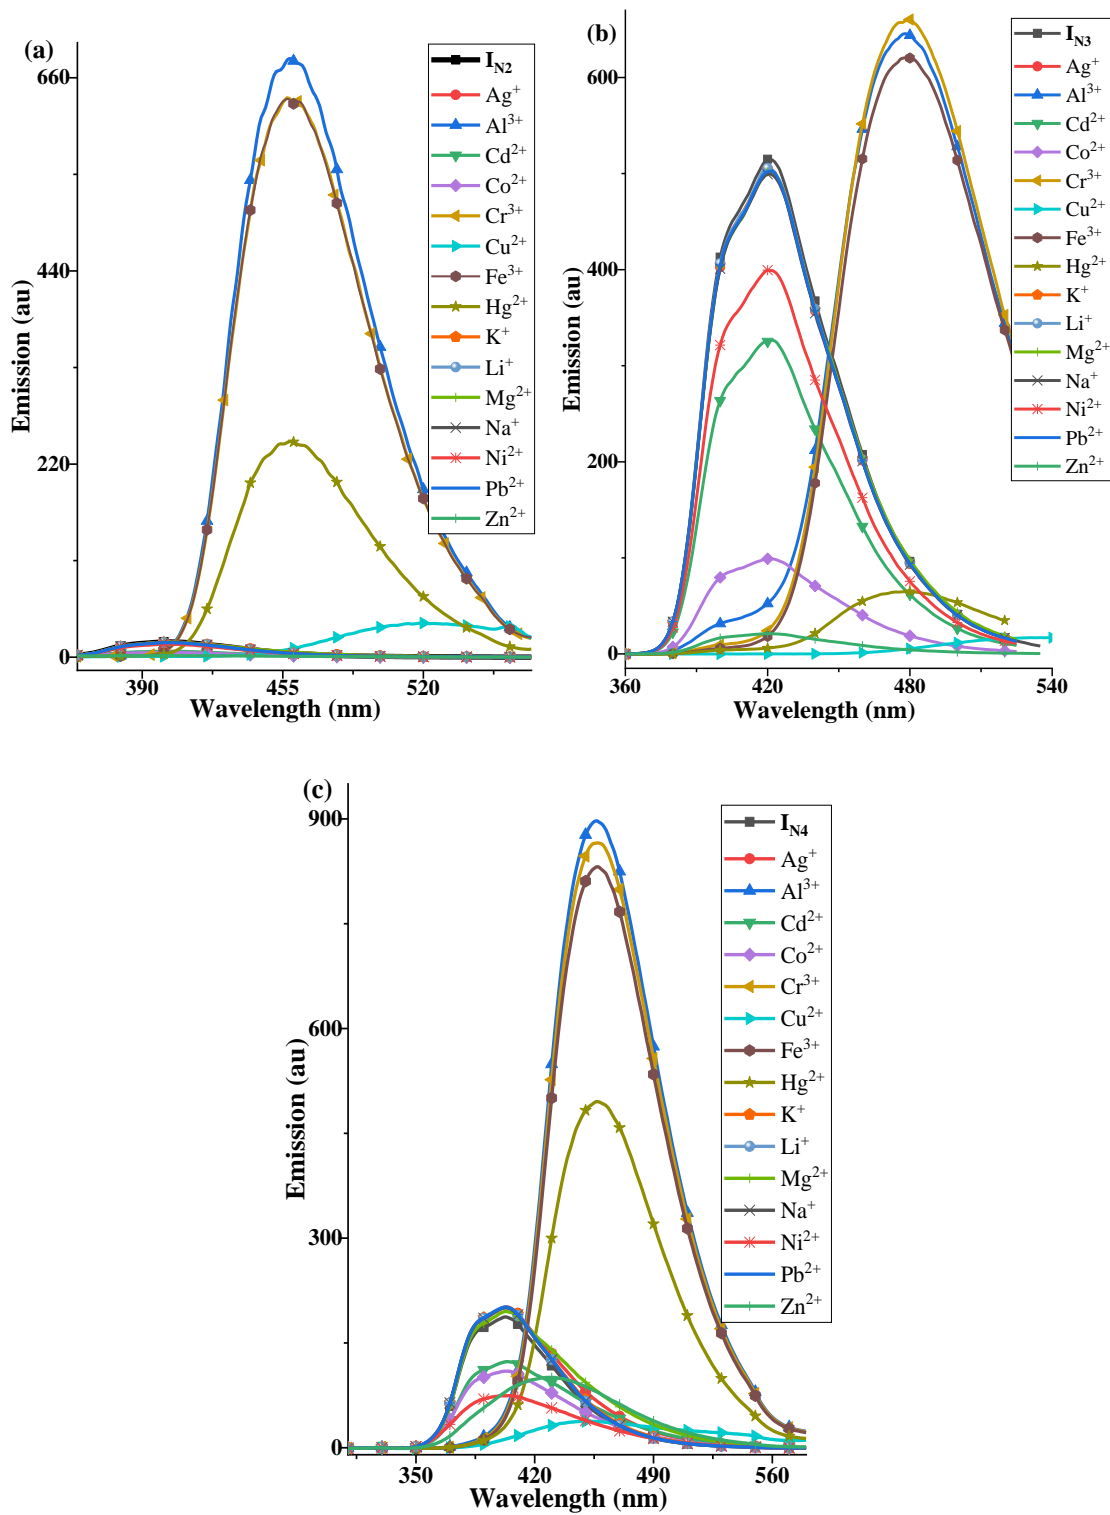 (a)
Emission (au)
660
440
220
0
390
455
520
Wavelength (nm)
I_N2
Ag⁺
Al³⁺
Cd²⁺
Co²⁺
Cr³⁺
Cu²⁺
Fe³⁺
Hg²⁺
K⁺
Li⁺
Mg²⁺
Na⁺
Ni²⁺
Pb²⁺
Zn²⁺
(b)
Emission (au)
600
400
200
0
360
420
480
540
Wavelength (nm)
I_N3
Ag⁺
Al³⁺
Cd²⁺
Co²⁺
Cr³⁺
Cu²⁺
Fe³⁺
Hg²⁺
K⁺
Li⁺
Mg²⁺
Na⁺
Ni²⁺
Pb²⁺
Zn²⁺
(c)
Emission (au)
900
600
300
0
350
420
490
560
Wavelength (nm)
I_N4
Ag⁺
Al³⁺
Cd²⁺
Co²⁺
Cr³⁺
Cu²⁺
Fe³⁺
Hg²⁺
K⁺
Li⁺
Mg²⁺
Na⁺
Ni²⁺
Pb²⁺
Zn²⁺